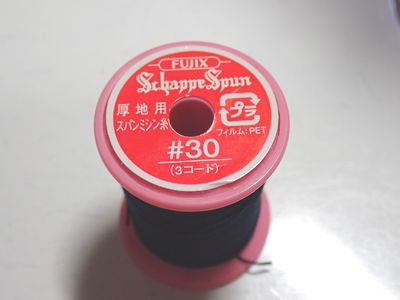 FUJIX
Schappe Spun
厚地用
スパンミシン糸
プラ
フィルム:PET
#30
(3コード)